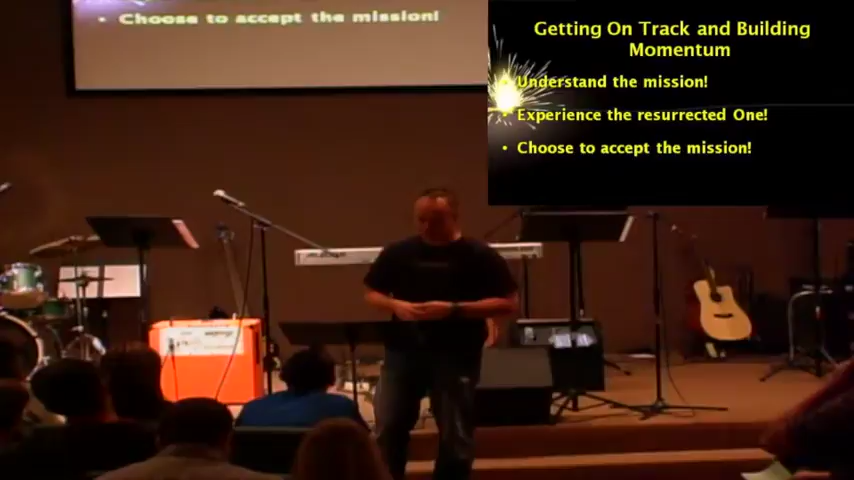 • Choose to accept the mission!
Getting On Track and Building
Momentum
• Understand the mission!
• Experience the resurrected One!
• Choose to accept the mission!